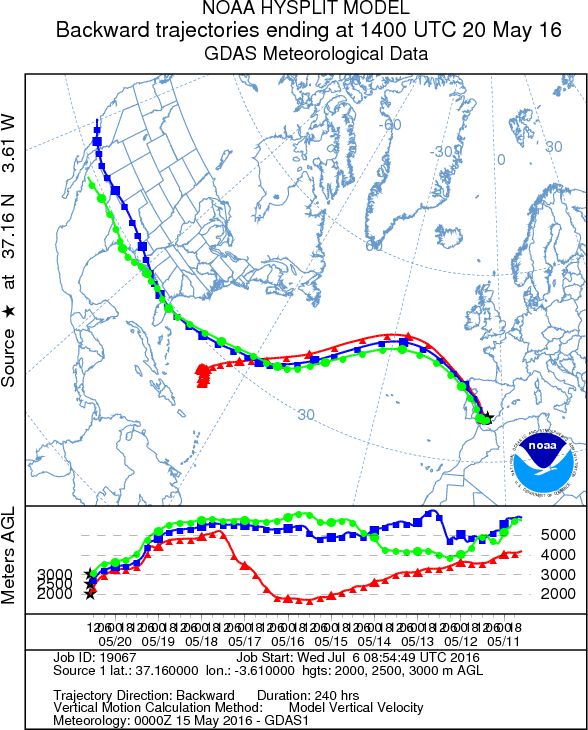 NOAA HYSPLIT MODEL
Backward trajectories ending at 1400 UTC 20 May 16
GDAS Meteorological Data
Source ★ at 37.16 N 3.61 W
-60
-30
0
30
60
30
noaa
Meters AGL
3000
2500
2000
5000
4000
3000
2000
12 06 00 18 12 06 00 18 12 06 00 18 12 06 00 18 12 06 00 18 12 06 00 18 12 06 00 18 12 06 00 18 12 06 00 18 12 06 00 18
05/20 05/19 05/18 05/17 05/16 05/15 05/14 05/13 05/12 05/11
Job ID: 19067 Job Start: Wed Jul 6 08:54:49 UTC 2016
Source 1 lat.: 37.160000 lon.: -3.610000 hgts: 2000, 2500, 3000 m AGL
Trajectory Direction: Backward Duration: 240 hrs
Vertical Motion Calculation Method: Model Vertical Velocity
Meteorology: 0000Z 15 May 2016 - GDAS1